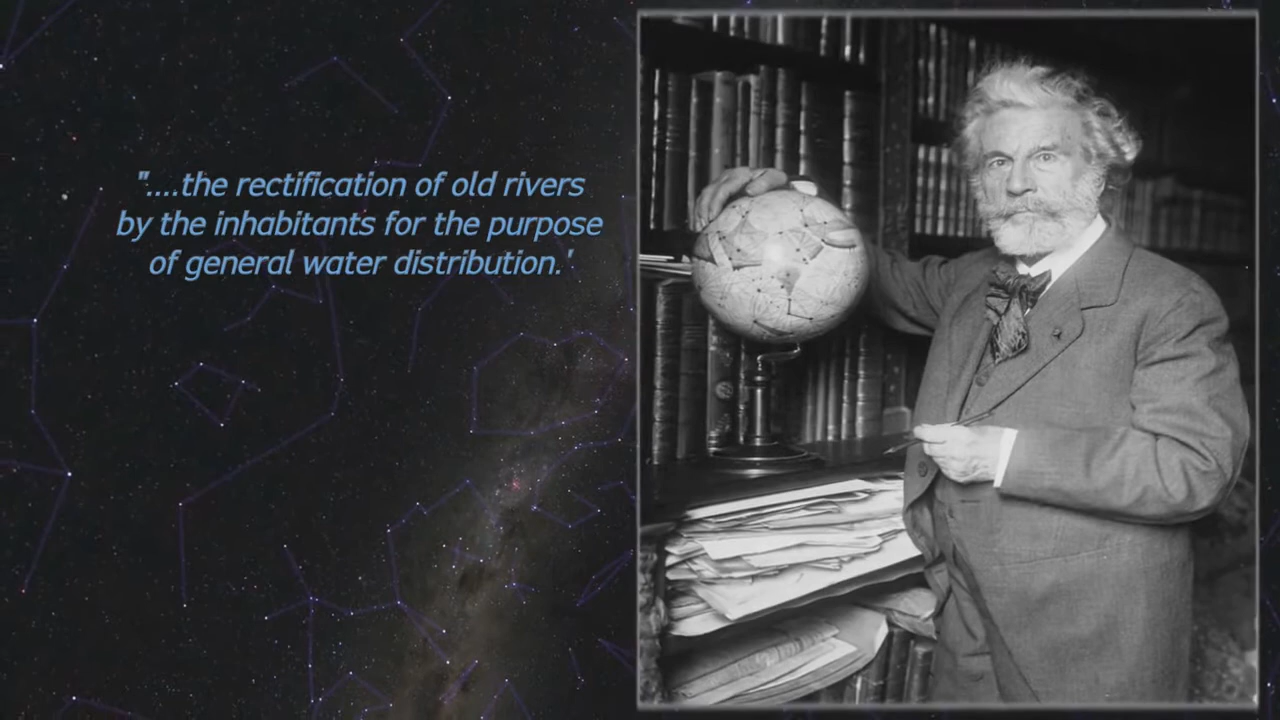 "....the rectification of old rivers
by the inhabitants for the purpose
of general water distribution.'